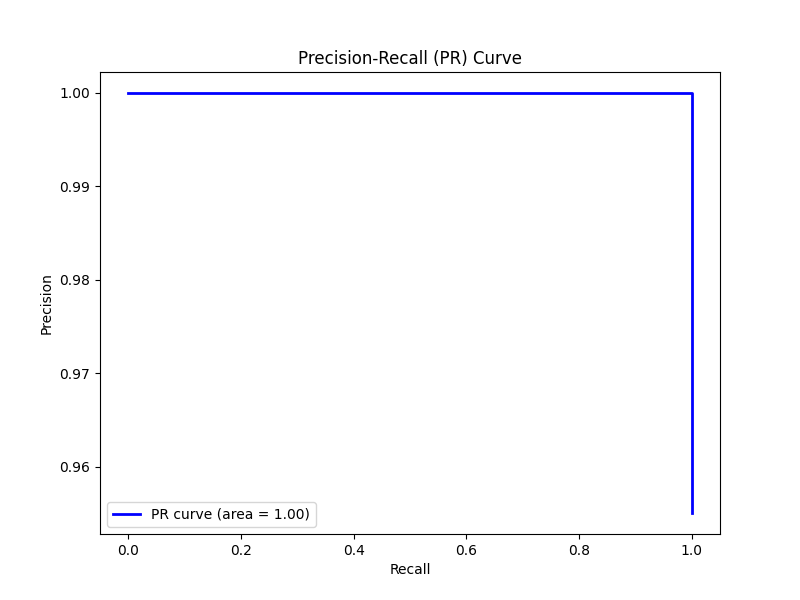 Precision-Recall (PR) Curve
1.00
0.99
0.98
0.97
0.96
Precision
PR curve (area = 1.00)
0.0 0.2 0.4 0.6 0.8 1.0
Recall